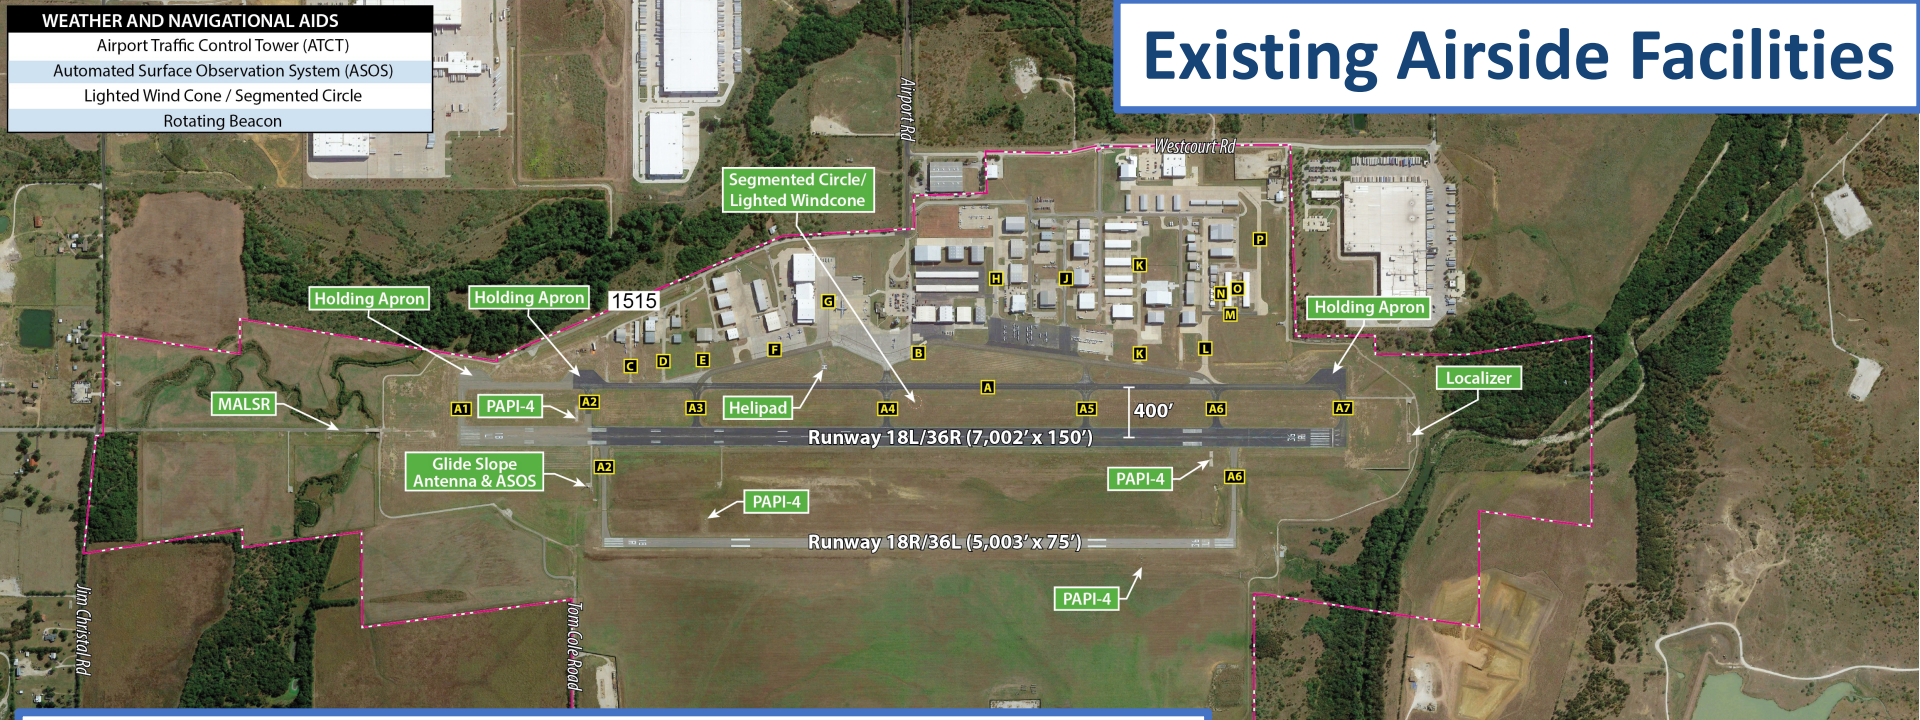 WEATHER AND NAVIGATIONAL AIDS
Airport Traffic Control Tower (ATCT)
Automated Surface Observation System (ASOS)
Lighted Wind Cone / Segmented Circle
Rotating Beacon
Existing Airside Facilities
Airport Rd
Westcourt Rd
Segmented Circle/
Lighted Windcone
P
K
H
J
N
O
M
G
Holding Apron
Holding Apron
1515
Holding Apron
C
D
E
F
B
K
L
Localizer
MALSR
A1
PAPI-4
A2
A3
Helipad
A4
A
A5
400’
A6
A7
Runway 18L/36R (7,002’ x 150’)
Glide Slope
Antenna & ASOS
A2
PAPI-4
A6
PAPI-4
Runway 18R/36L (5,003’ x 75’)
PAPI-4
Jim Christal Rd
Tom Cole Road